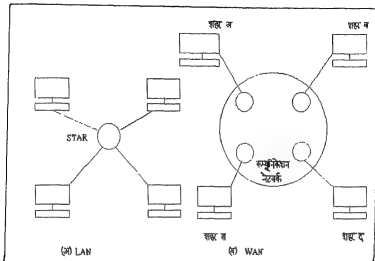 शहर अ
शहर ब
STAR
कम्युनिकेशन
नेटवर्क
शहर स
शहर द
(अ) LAN
(ब) WAN